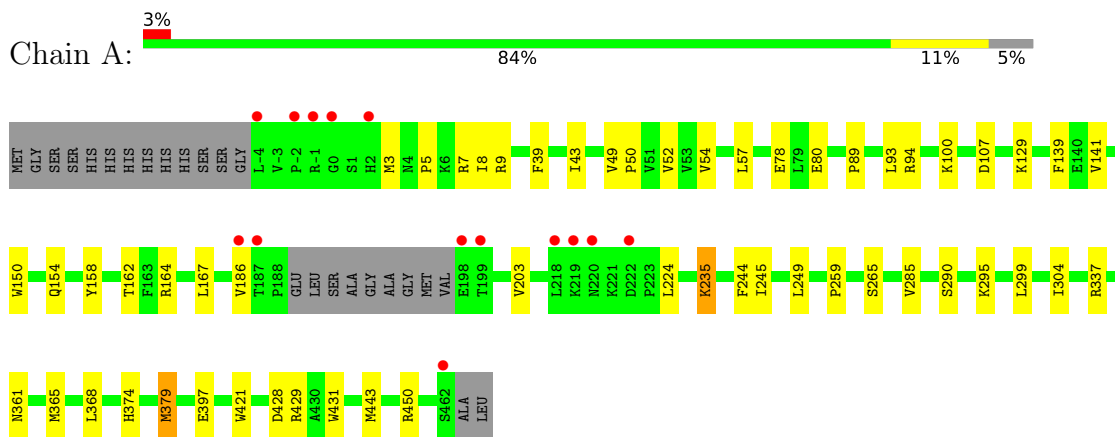 3%
Chain A:
84% 11% 5%
MET GLY SER SER HIS HIS HIS HIS HIS HIS SER SER GLY L-4 V-3 P-2 R-1 G0 S1 H2 M3 N4 P5 K6 R7 I8 R9 F39 I43 V49 P50 V51 V52 V53 V54 L57 E78 L79 E80 P89 L93 R94 K100 D107 K129 F139 E140 V141
W150 Q154 Y158 T162 F163 R164 L167 V186 T187 P188 GLU LEU SER ALA GLY ALA GLY MET VAL E198 T199 V203 L218 K219 N220 K221 D222 P223 L224 K235 F244 I245 L249 P259 S265 V285 S290 K295 L299 I304 R337
N361 M365 L368 H374 M379 E397 W421 D428 R429 A430 W431 M443 R450 S462 ALA LEU